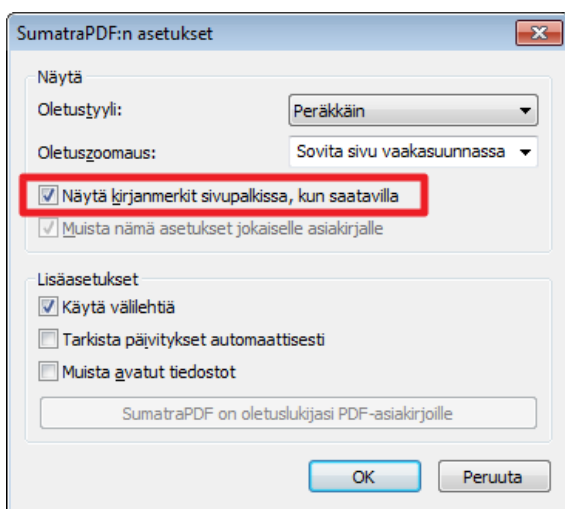 SumatraPDF:n asetukset
Näytä
Oletustyyli:
Peräkkäin
Oletuszoomaus:
Sovita sivu vaakasuunnassa
Näytä kirjanmerkit sivupalkissa, kun saatavilla
Muista nämä asetukset jokaiselle asiakirjalle
Lisäasetukset
Käytä välilehtiä
Tarkista päivitykset automaattisesti
Muista avatut tiedostot
SumatraPDF on oletuslukijasi PDF-asiakirjoille
OK
Peruuta